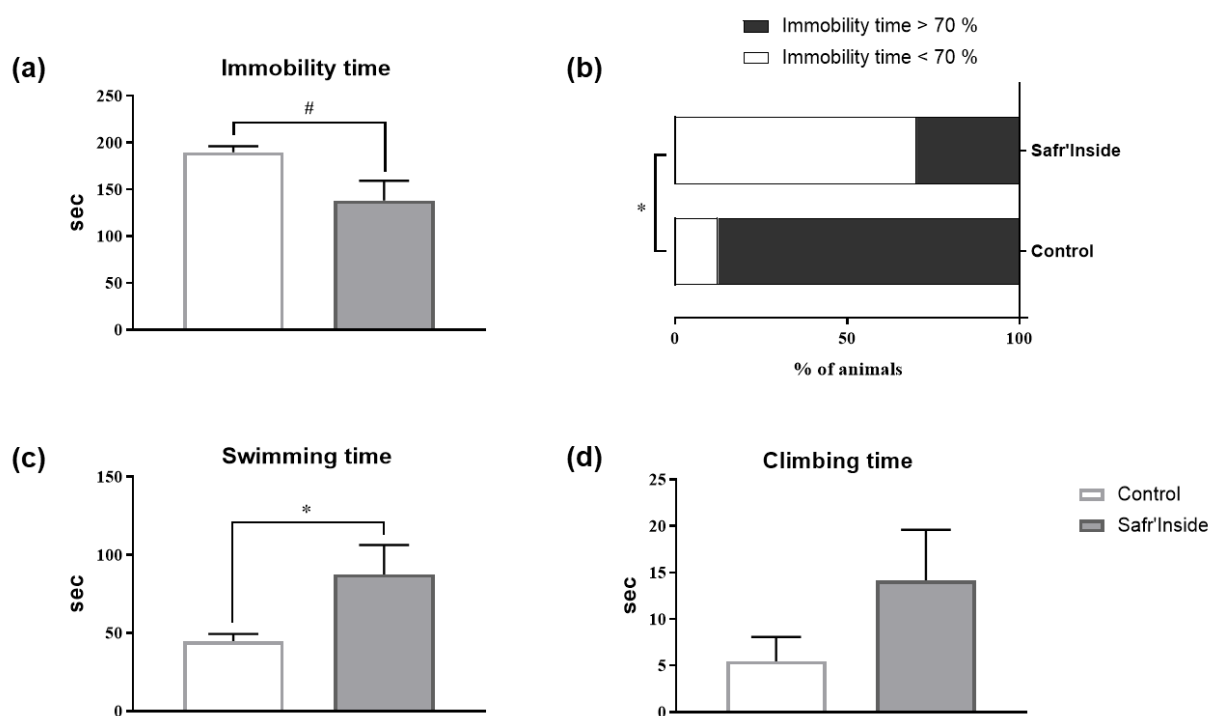 (a)
Immobility time
250
200
150
100
50
0
sec
#
Immobility time > 70 %
Immobility time < 70 %
(b)
Safr'Inside
Control
*
0 50 100
% of animals
(c)
Swimming time
150
100
50
0
sec
*
(d)
Climbing time
25
20
15
10
5
0
sec
Control
Safr'Inside